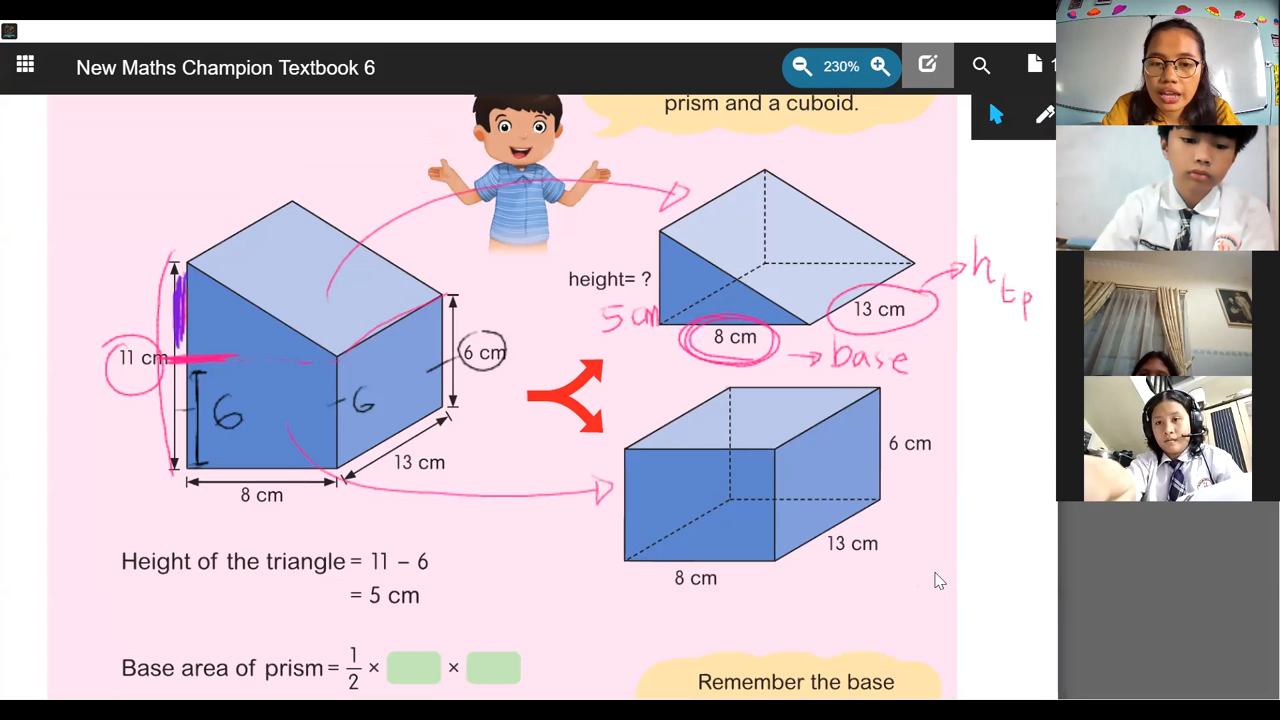 New Maths Champion Textbook 6
230%
prism and a cuboid.
height= ?
5 cm
8 cm
base
13 cm
h
tp
11 cm
6
6
6 cm
13 cm
8 cm
6 cm
13 cm
8 cm
Height of the triangle = 11 – 6
= 5 cm
Base area of prism = 1/2 × ×
Remember the base